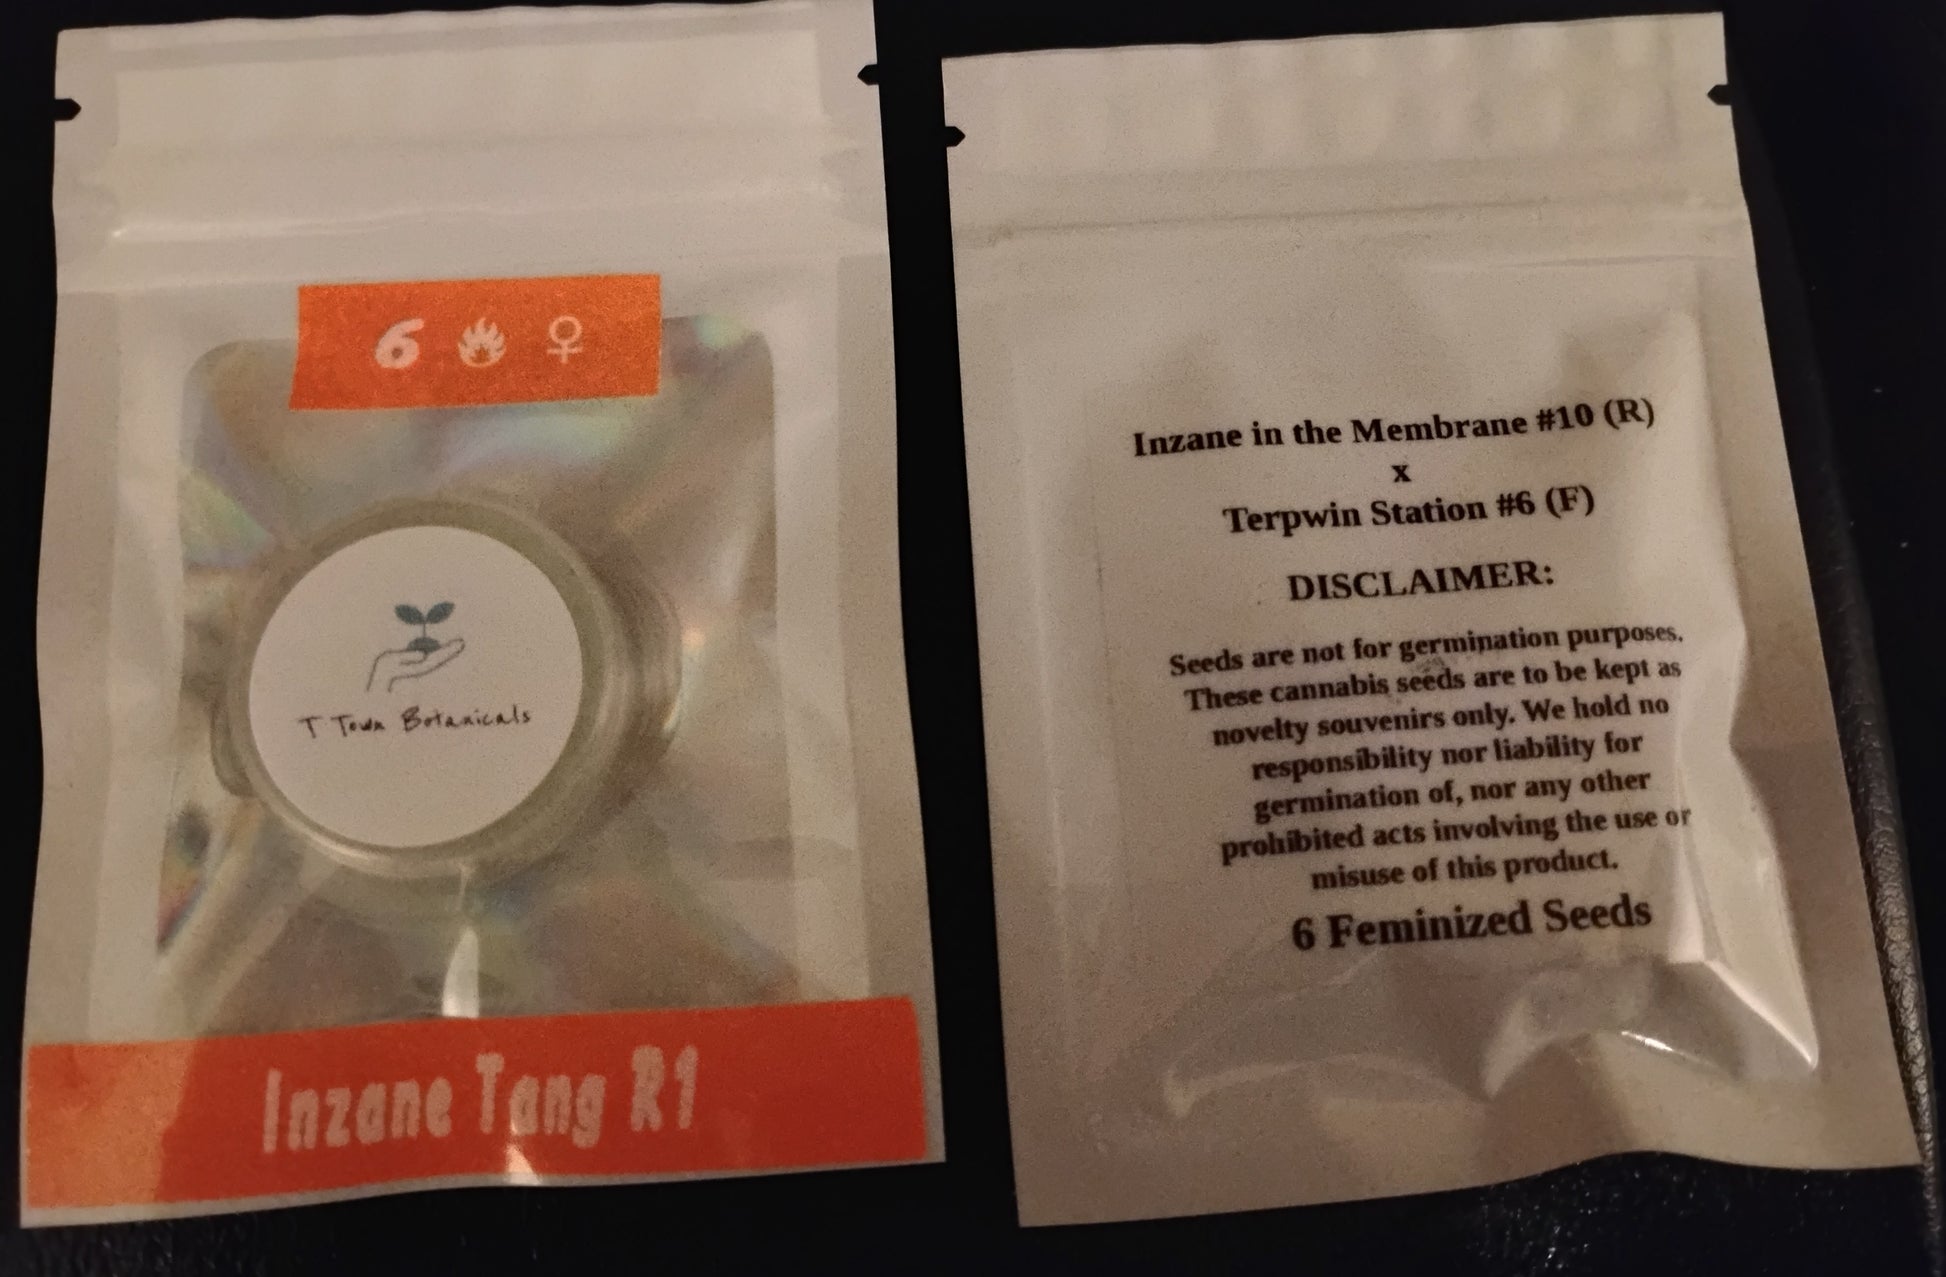 6
T Town Botanicals
Inzane Tang R1
Inzane in the Membrane #10 (R)
x
Terpwin Station #6 (F)
DISCLAIMER:
Seeds are not for germination purposes.
These cannabis seeds are to be kept as
novelty souvenirs only. We hold no
responsibility nor liability for
germination of, nor any other
prohibited acts involving the use or
misuse of this product.
6 Feminized Seeds